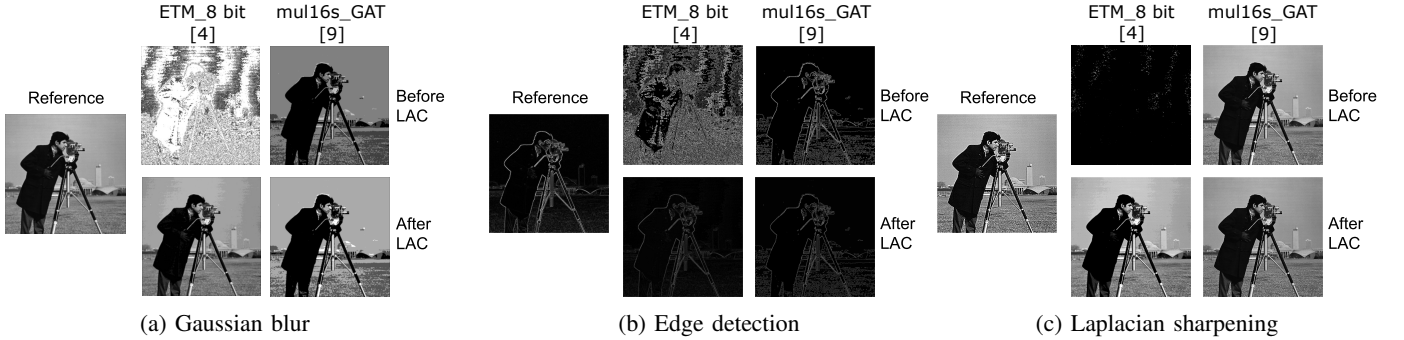 ETM_8 bit
[4]
mul16s_GAT
[9]
Reference
Before
LAC
After
LAC
(a) Gaussian blur
ETM_8 bit
[4]
mul16s_GAT
[9]
Reference
Before
LAC
After
LAC
(b) Edge detection
ETM_8 bit
[4]
mul16s_GAT
[9]
Reference
Before
LAC
After
LAC
(c) Laplacian sharpening